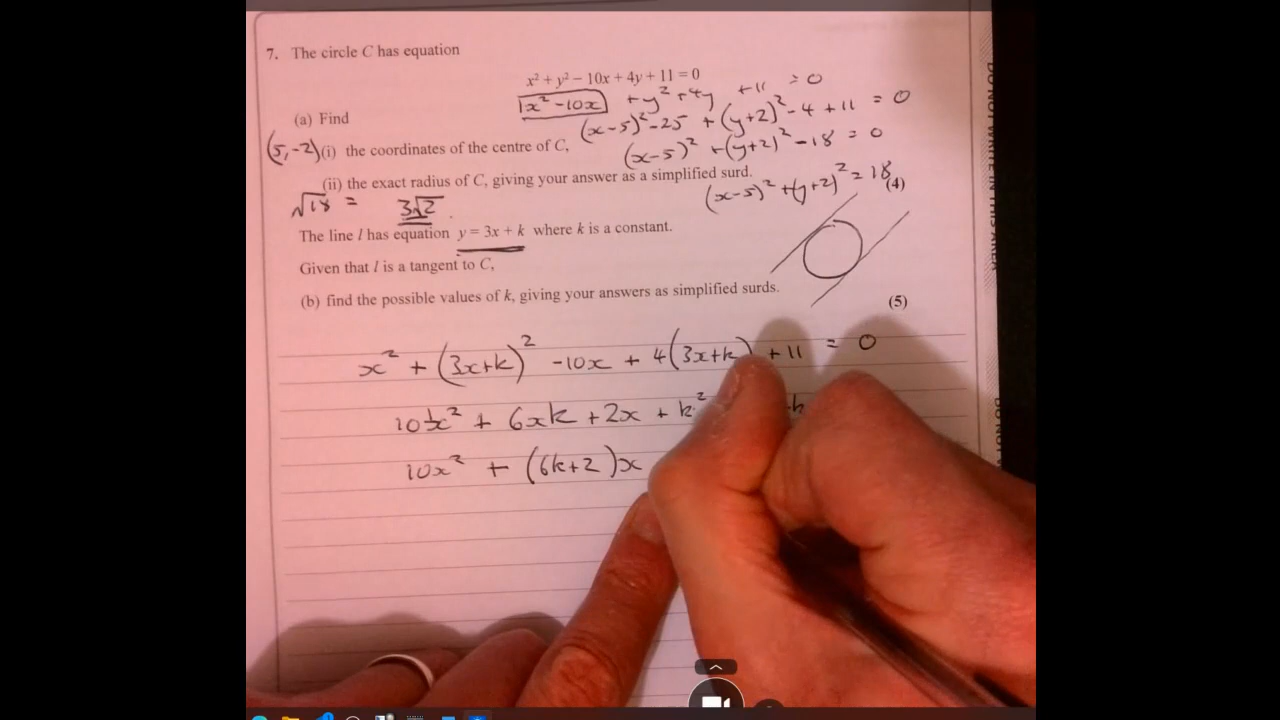 7. The circle C has equation
x² + y² − 10x + 4y + 11 = 0
x² -10x + y² + 4y + 11 = 0
(a) Find
(x-5)² -25 + (y+2)² - 4 + 11 = 0
(5,-2) (i) the coordinates of the centre of C,
(x-5)² + (y+2)² - 18 = 0
(ii) the exact radius of C, giving your answer as a simplified surd.
(x-5)² + (y+2)² = 18
(4)
√18 = 3√2
The line l has equation y = 3x + k where k is a constant.
Given that l is a tangent to C,
(b) find the possible values of k, giving your answers as simplified surds.
(5)
x² + (3x+k)² -10x + 4(3x+k) + 11 = 0
10x² + 6xk + 2x + k²
10x² + (6k+2)x